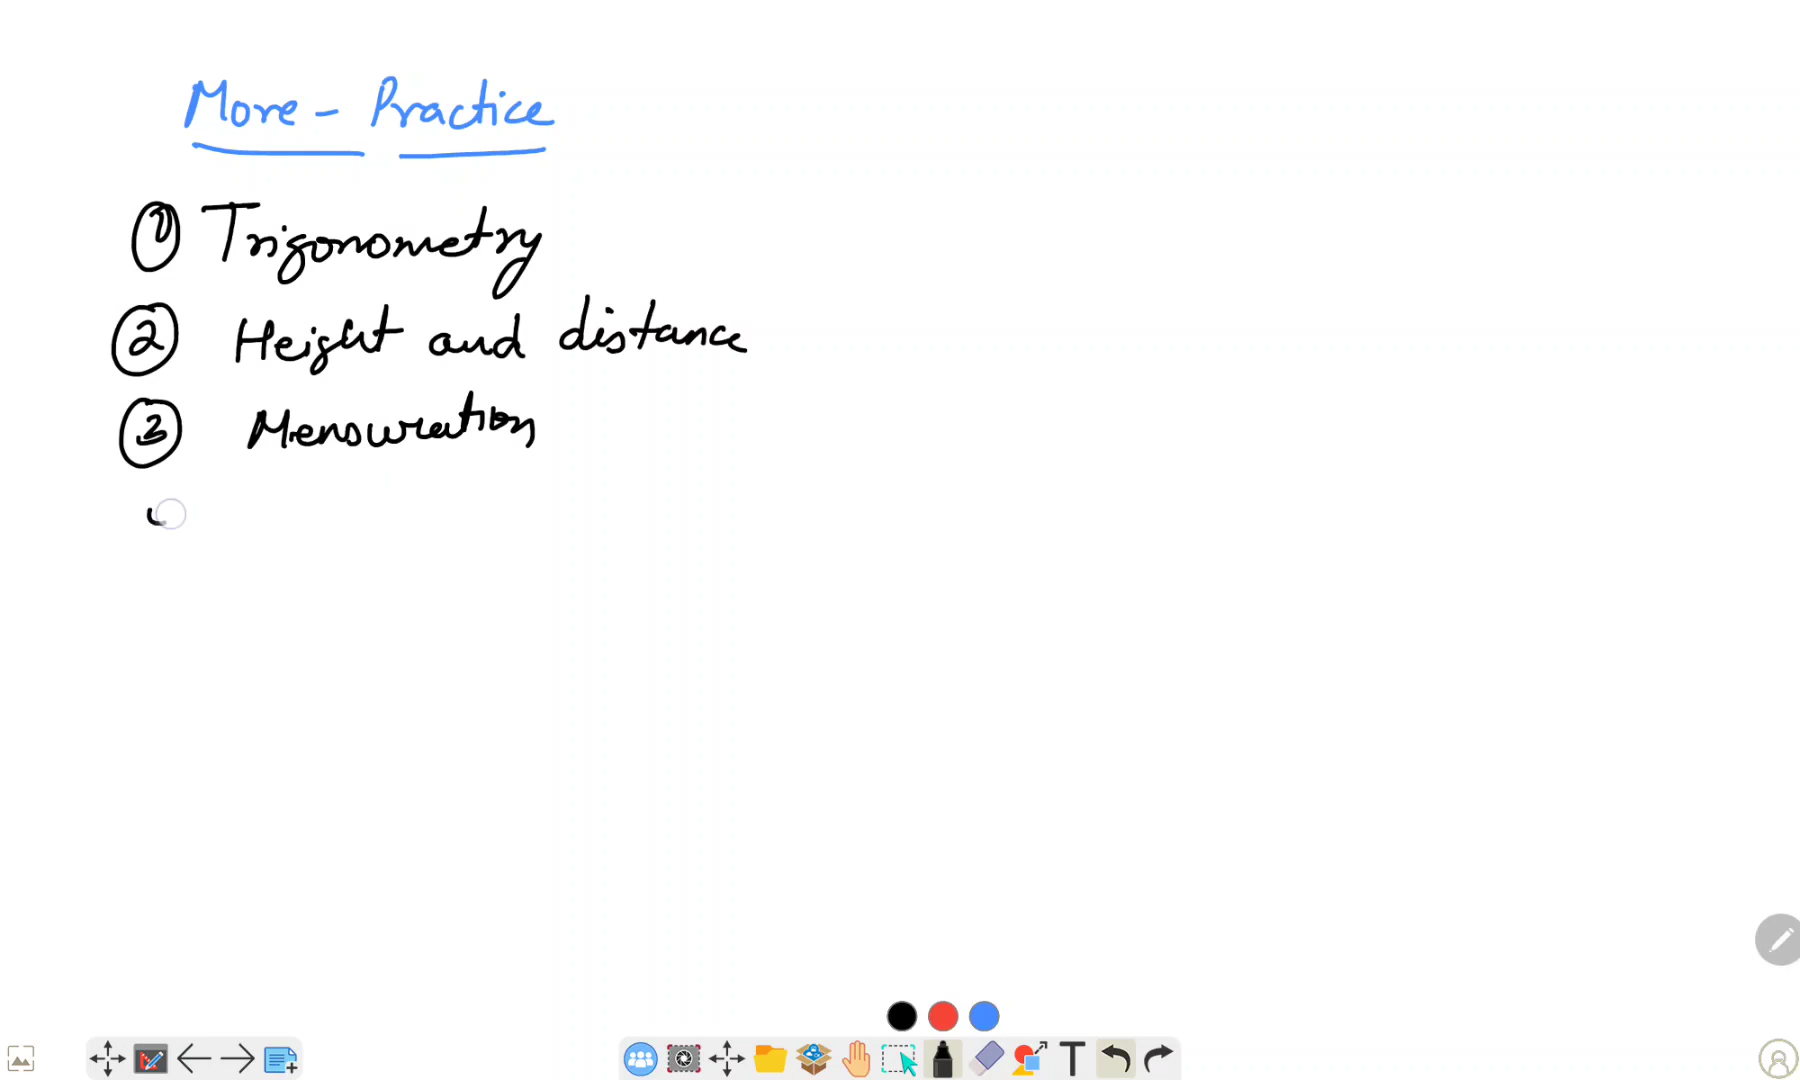 More - Practice
① Trigonometry
② Height and distance
③ Mensuration
T